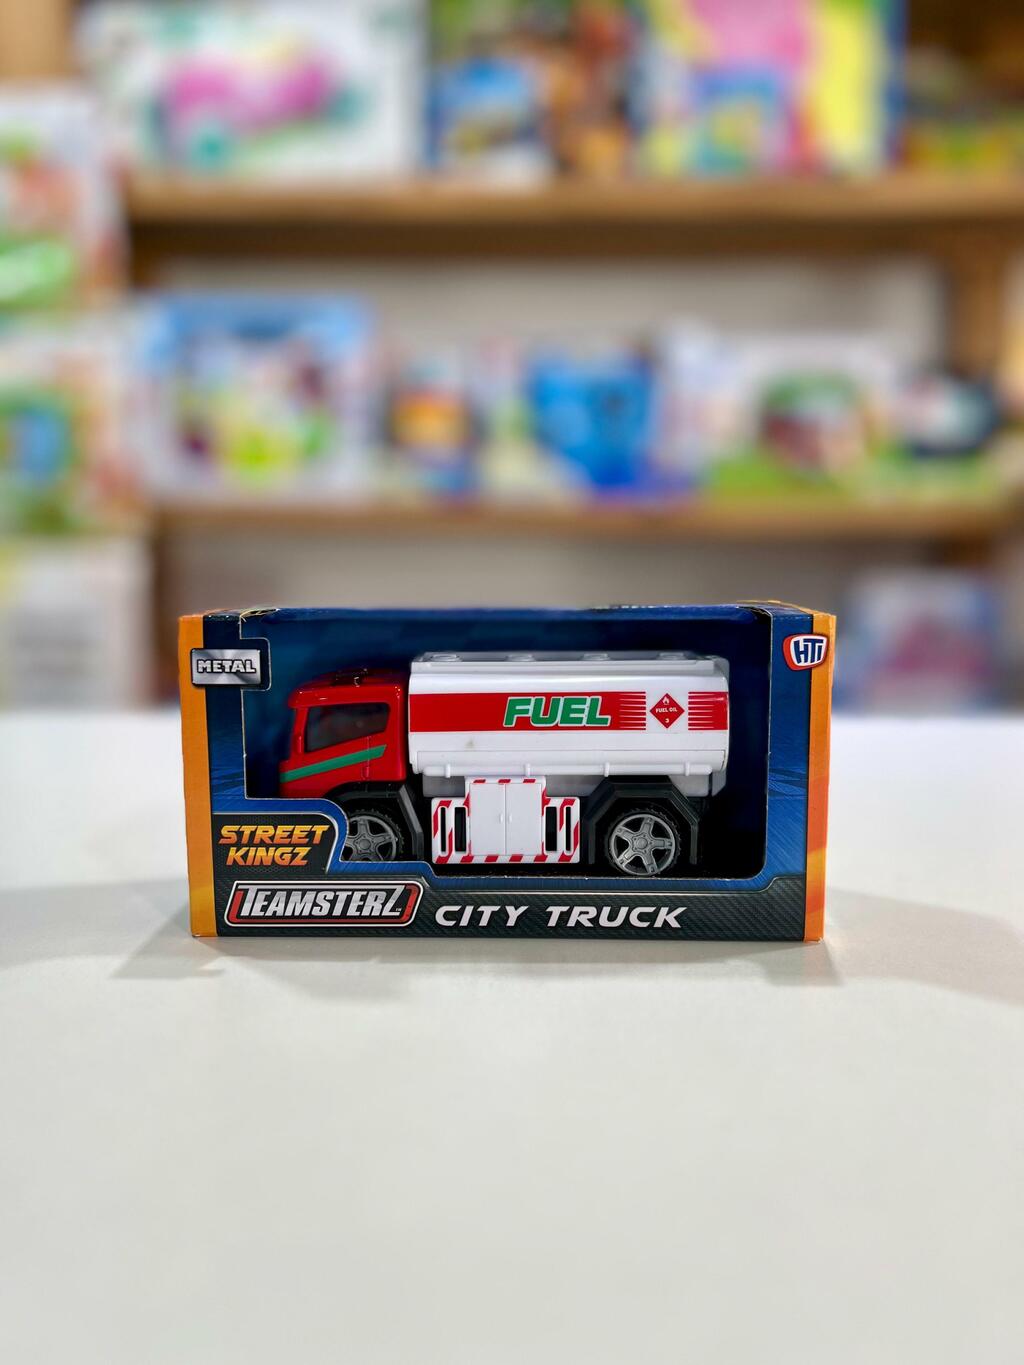 METAL
HTI
FUEL
FUEL OIL
3
STREET
KINGZ
TEAMSTERZ
CITY TRUCK